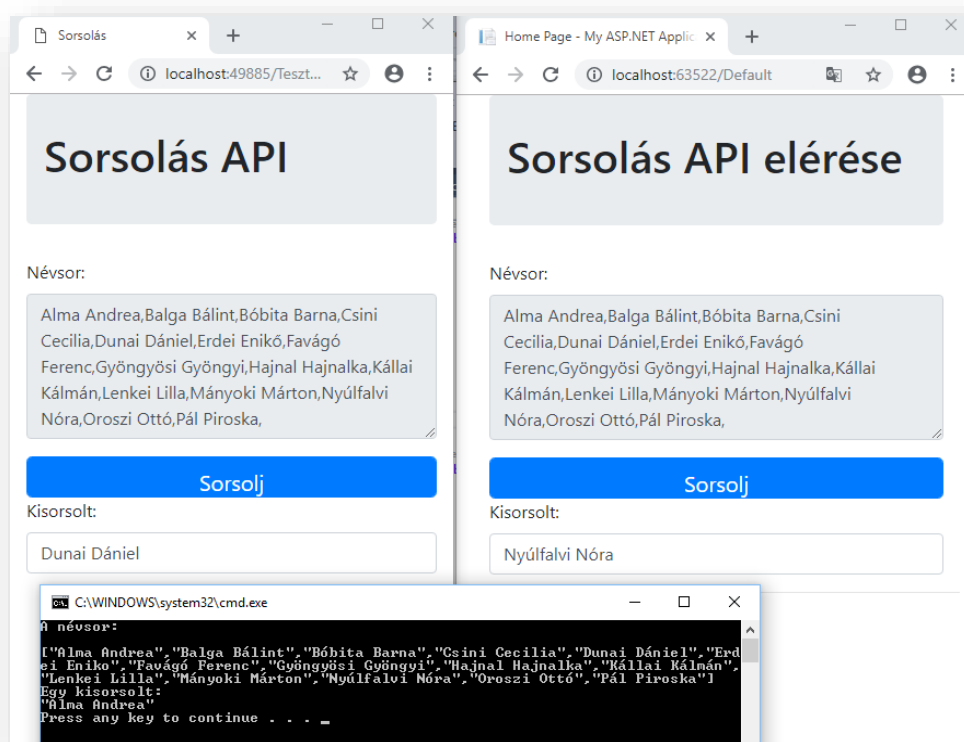 Sorsolás
localhost:49885/Teszt...
Sorsolás API
Névsor:
Alma Andrea,Balga Bálint,Bóbita Barna,Csini
Cecilia,Dunai Dániel,Erdei Enikő,Favágó
Ferenc,Gyöngyösi Gyöngyi,Hajnal Hajnalka,Kállai
Kálmán,Lenkei Lilla,Mányoki Márton,Nyúlfalvi
Nóra,Oroszi Ottó,Pál Piroska,
Sorsolj
Kisorsolt:
Dunai Dániel
Home Page - My ASP.NET Applic
localhost:63522/Default
Sorsolás API elérése
Névsor:
Alma Andrea,Balga Bálint,Bóbita Barna,Csini
Cecilia,Dunai Dániel,Erdei Enikő,Favágó
Ferenc,Gyöngyösi Gyöngyi,Hajnal Hajnalka,Kállai
Kálmán,Lenkei Lilla,Mányoki Márton,Nyúlfalvi
Nóra,Oroszi Ottó,Pál Piroska,
Sorsolj
Kisorsolt:
Nyúlfalvi Nóra
C:\WINDOWS\system32\cmd.exe
A névsor:
["Alma Andrea","Balga Bálint","Bóbita Barna","Csini Cecilia","Dunai Dániel","Erd
ei Eniko","Favágó Ferenc","Gyöngyösi Gyöngyi","Hajnal Hajnalka","Kállai Kálmán",
"Lenkei Lilla","Mányoki Márton","Nyúlfalvi Nóra","Oroszi Ottó","Pál Piroska"]
Egy kisorsolt:
"Alma Andrea"
Press any key to continue . . . _